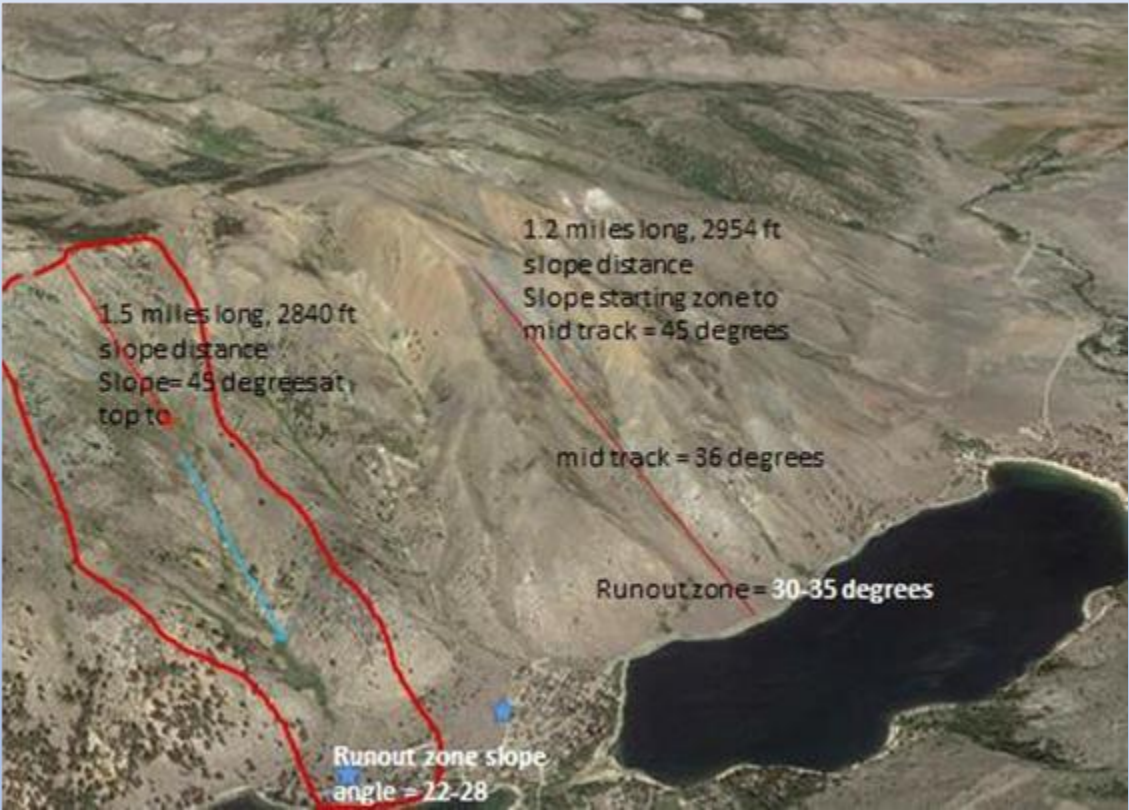 1.2 miles long, 2954 ft
slope distance
Slope starting zone to
mid track = 45 degrees
1.5 miles long, 2840 ft
slope distance
Slope= 45 degreesat
top to
mid track = 36 degrees
Runout zone = 30-35 degrees
Runout zone slope
angle = 22-28